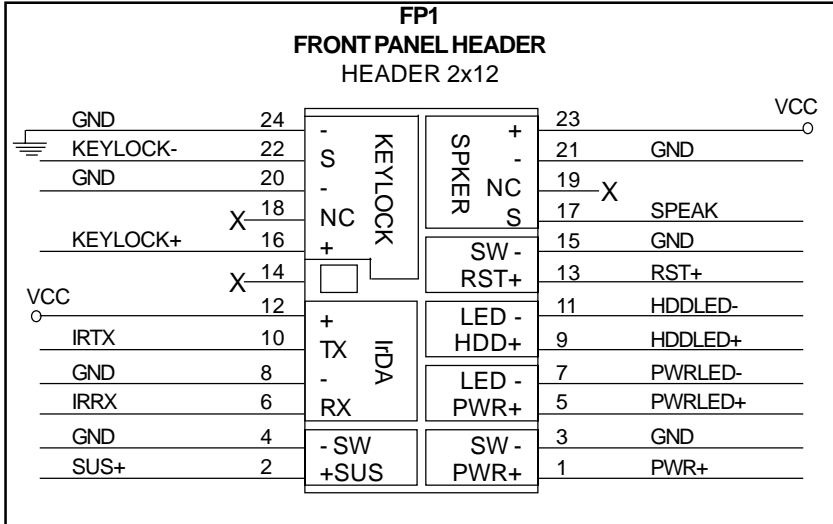 FP1
FRONT PANEL HEADER
HEADER 2x12
VCC
GND 24 - + 23
KEYLOCK- 22 S - 21 GND
GND 20 - NC 19 X
X 18 NC S 17 SPEAK
KEYLOCK+ 16 + SW - 15 GND
X 14 RST+ 13 RST+
KEYLOCK
SPKER
VCC
12 + LED - 11 HDDLED-
IRTX 10 TX HDD+ 9 HDDLED+
GND 8 - LED - 7 PWRLED-
IRRX 6 RX PWR+ 5 PWRLED+
IrDA
GND 4 - SW SW - 3 GND
SUS+ 2 +SUS PWR+ 1 PWR+